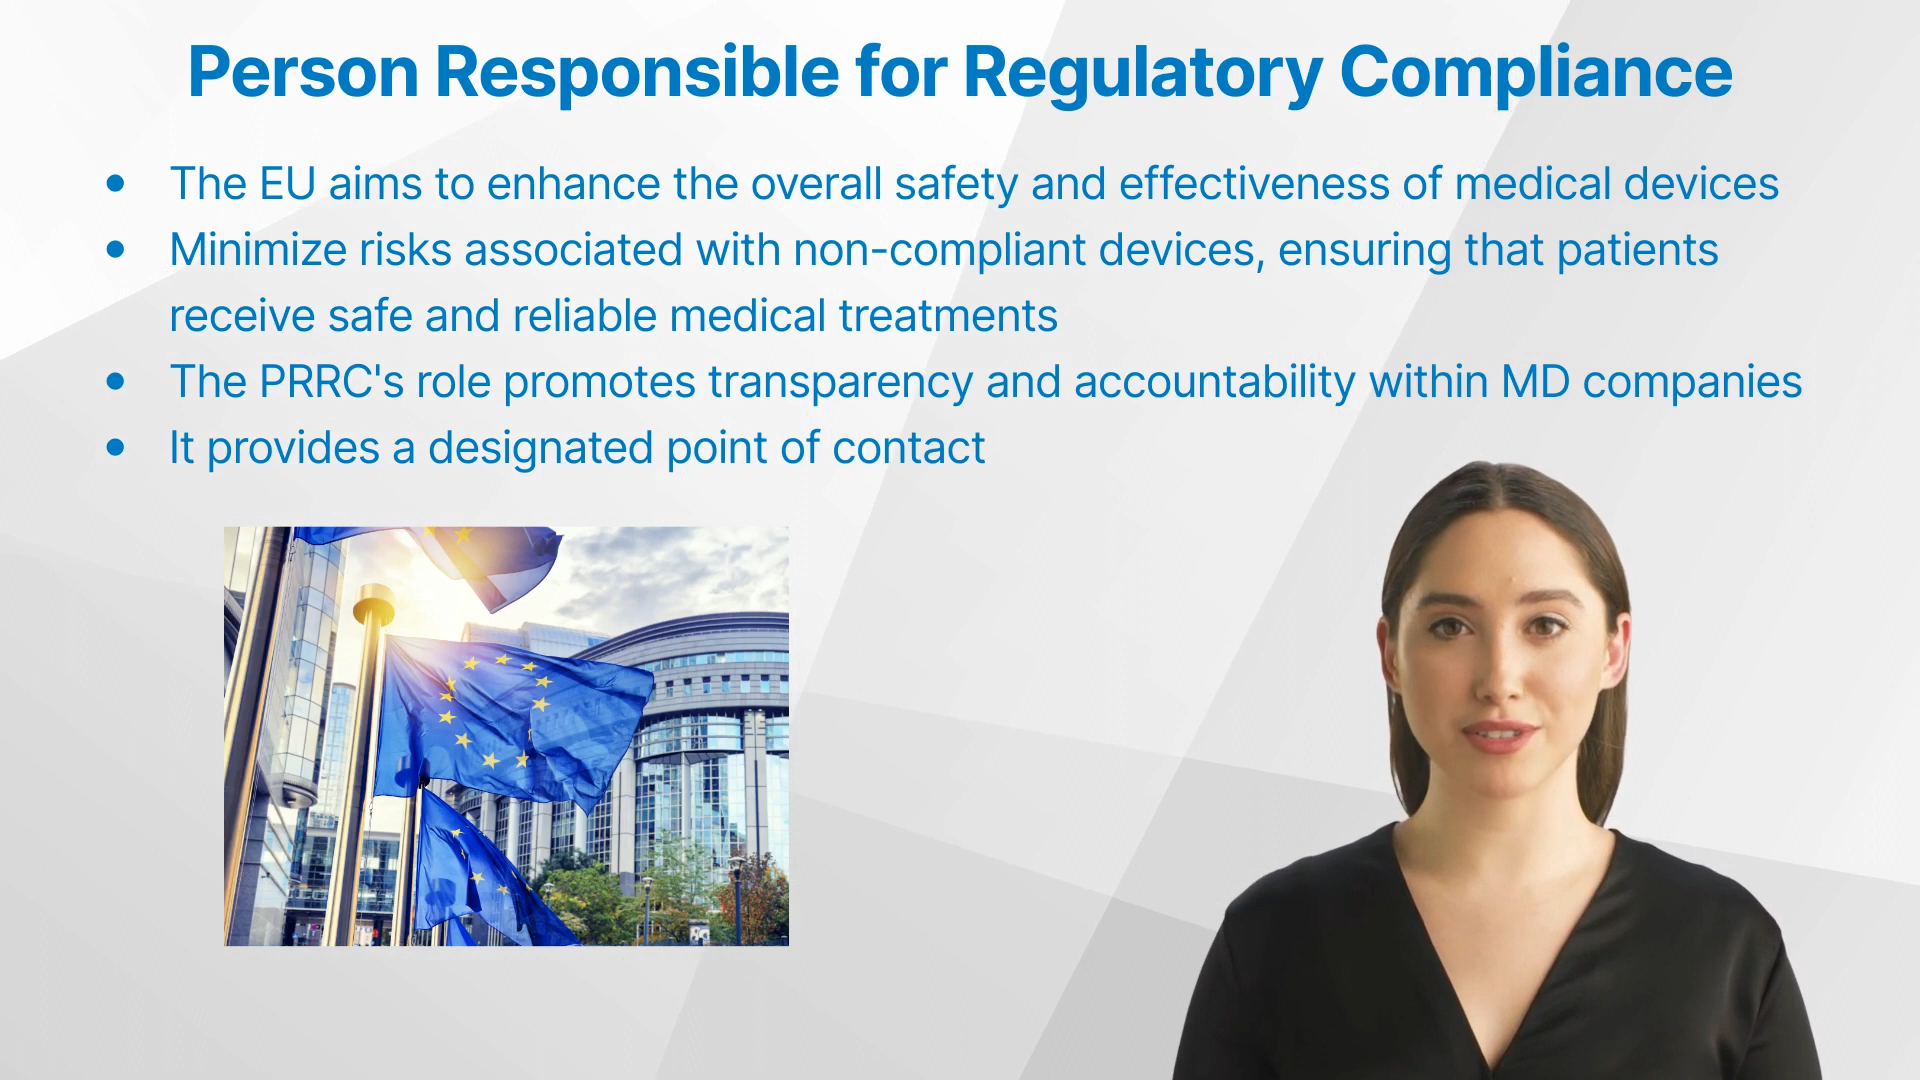 Person Responsible for Regulatory Compliance
• The EU aims to enhance the overall safety and effectiveness of medical devices
• Minimize risks associated with non-compliant devices, ensuring that patients
receive safe and reliable medical treatments
• The PRRC's role promotes transparency and accountability within MD companies
• It provides a designated point of contact